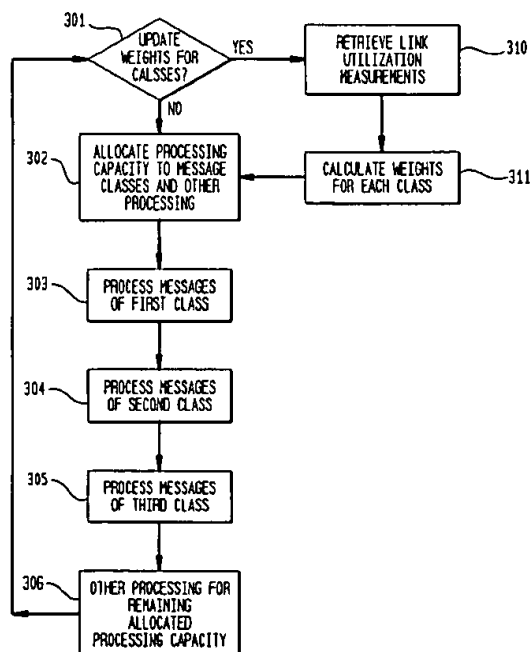 301
UPDATE
WEIGHTS FOR
CALSSES?
YES
NO
RETRIEVE LINK
UTILIZATION
MEASUREMENTS
310
302
ALLOCATE PROCESSING
CAPACITY TO MESSAGE
CLASSES AND OTHER
PROCESSING
CALCULATE WEIGHTS
FOR EACH CLASS
311
303
PROCESS MESSAGES
OF FIRST CLASS
304
PROCESS MESSAGES
OF SECOND CLASS
305
PROCESS MESSAGES
OF THIRD CLASS
306
OTHER PROCESSING FOR
REMAINING
ALLOCATED
PROCESSING CAPACITY